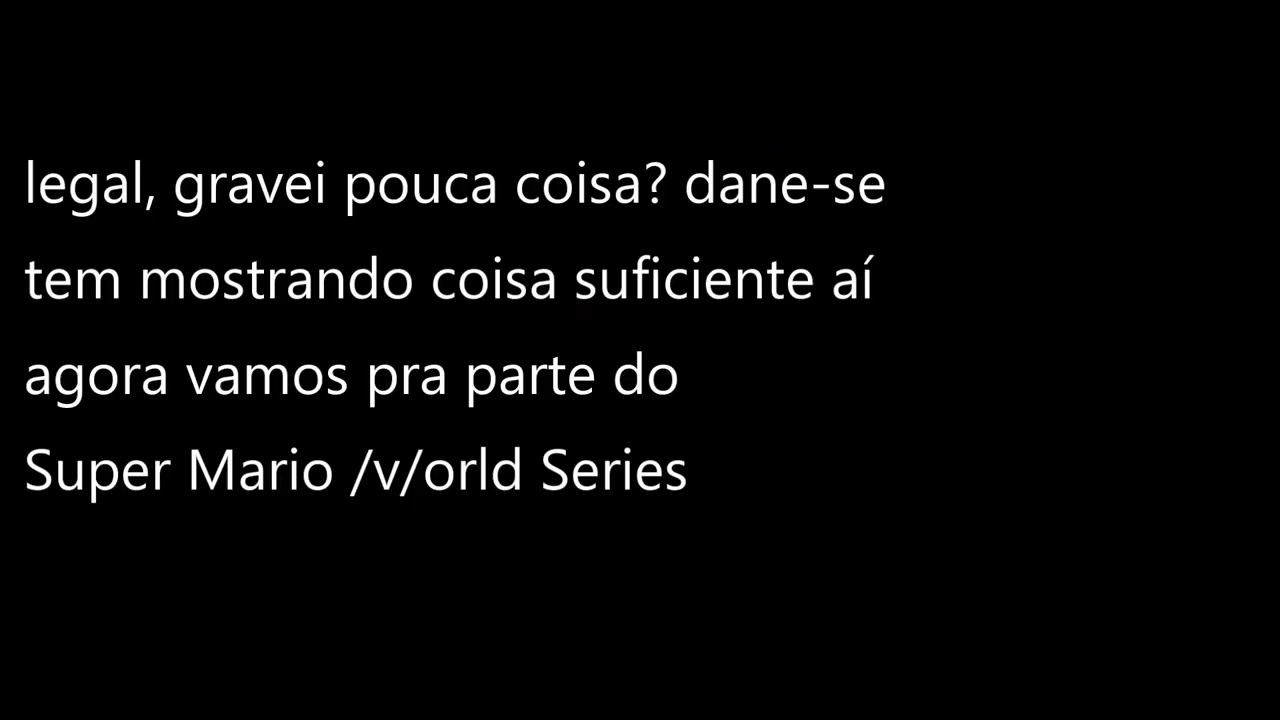 legal, gravei pouca coisa? dane-se
tem mostrando coisa suficiente aí
agora vamos pra parte do
Super Mario /v/orld Series